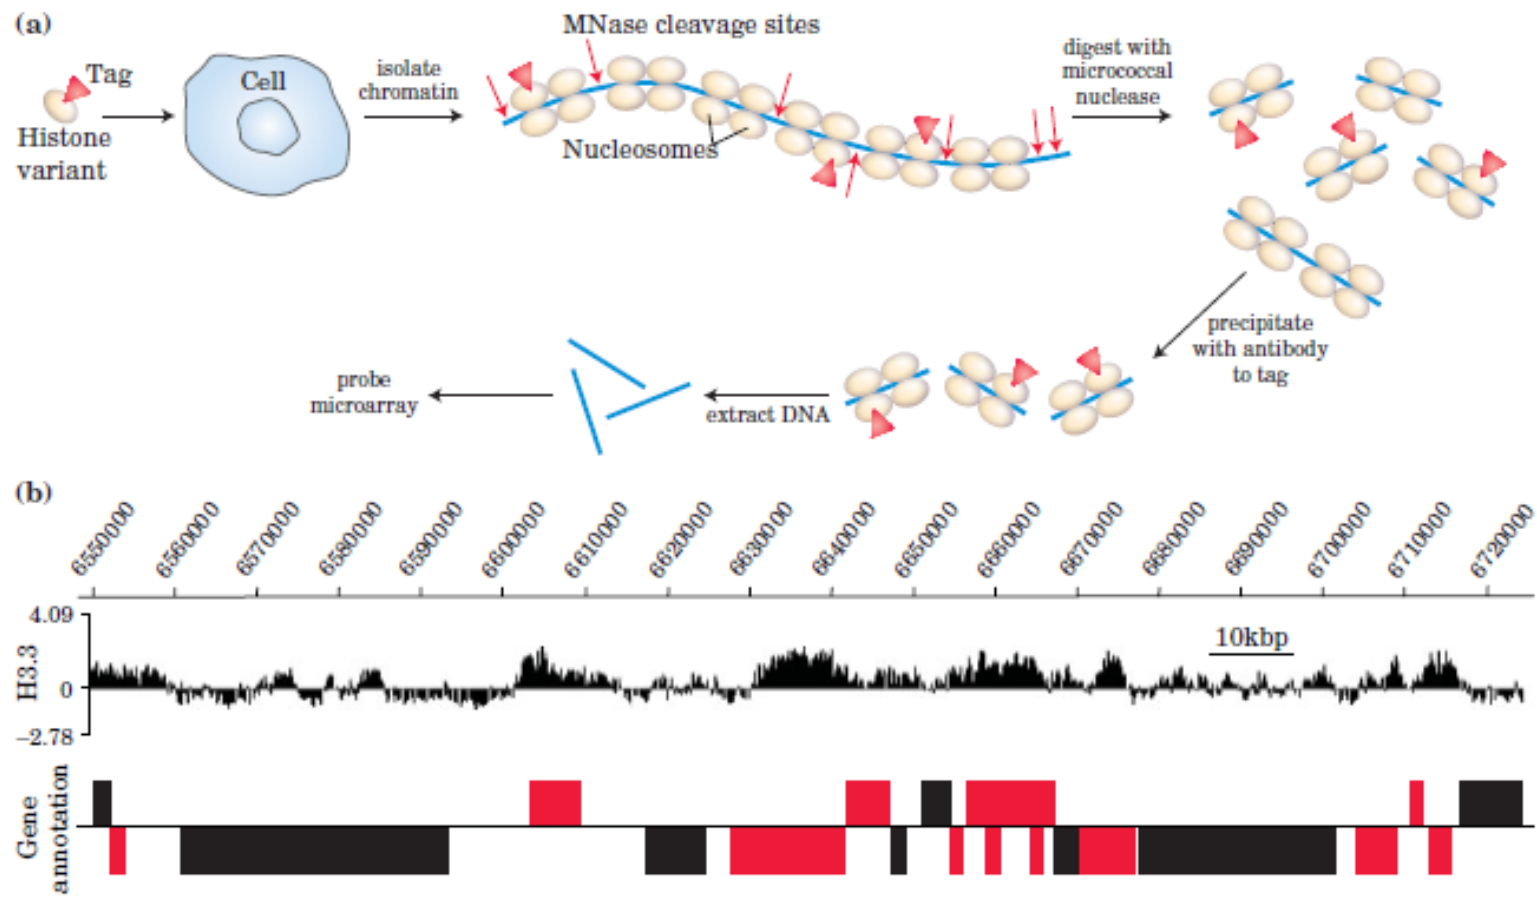 (a)
MNase cleavage sites
Tag
Histone
variant
Cell
isolate
chromatin
Nucleosomes
digest with
micrococcal
nuclease
precipitate
with antibody
to tag
extract DNA
probe
microarray
(b)
6550000 6560000 6570000 6580000 6590000 6600000 6610000 6620000 6630000 6640000 6650000 6660000 6670000 6680000 6690000 6700000 6710000 6720000
4.09
H3.3
0
−2.78
10kbp
Gene
annotation